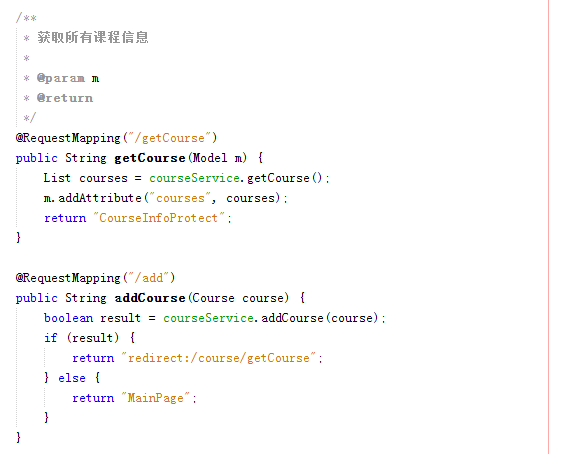 /**
 * 获取所有课程信息
 *
 * @param m
 * @return
 */
@RequestMapping("/getCourse")
public String getCourse(Model m) {
    List courses = courseService.getCourse();
    m.addAttribute("courses", courses);
    return "CourseInfoProtect";
}

@RequestMapping("/add")
public String addCourse(Course course) {
    boolean result = courseService.addCourse(course);
    if (result) {
        return "redirect:/course/getCourse";
    } else {
        return "MainPage";
    }
}